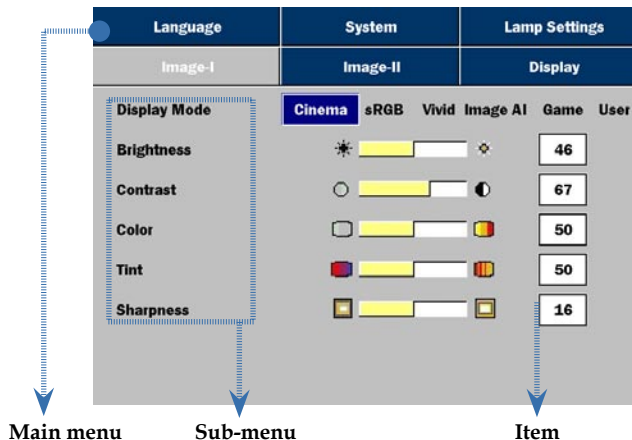 Language System Lamp Settings
Image-I Image-II Display
Display Mode Cinema sRGB Vivid Image AI Game User
Brightness 46
Contrast 67
Color 50
Tint 50
Sharpness 16
Main menu Sub-menu Item